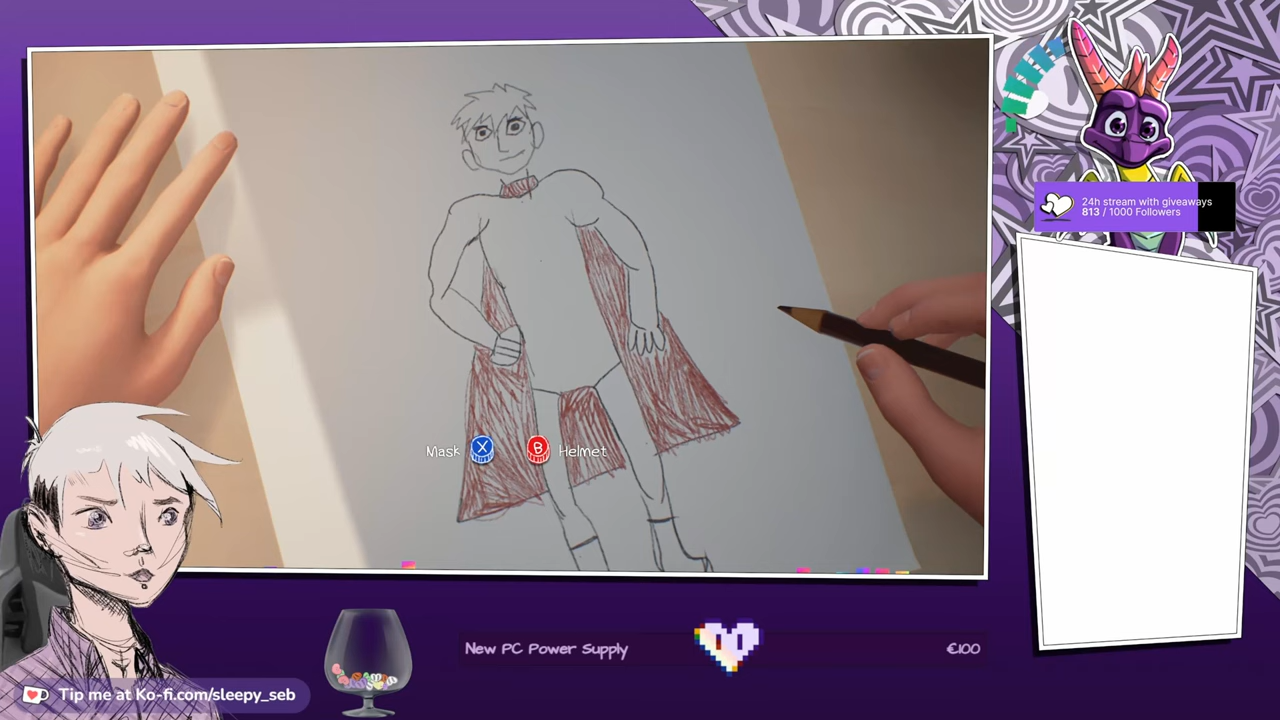 24h stream with giveaways
813 / 1000 Followers
Mask X B Helmet
New PC Power Supply €100
Tip me at Ko-fi.com/sleepy_seb